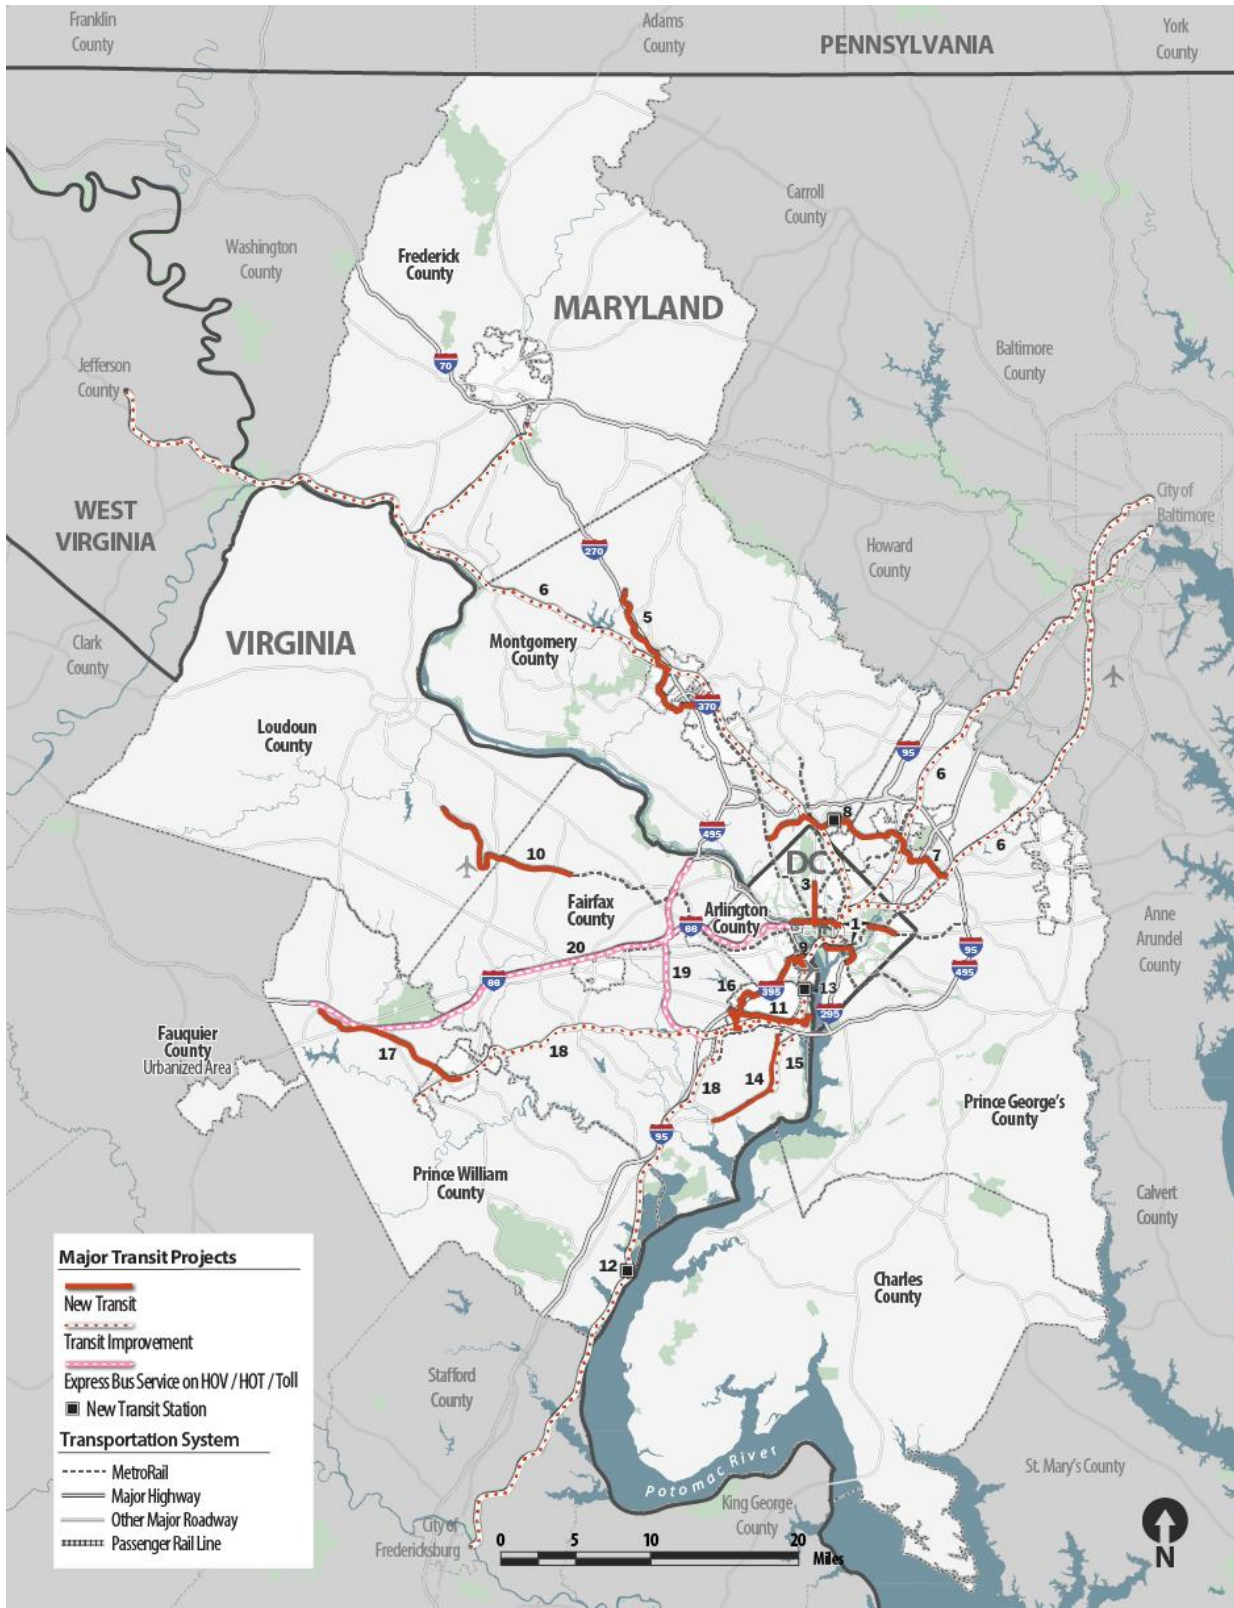 Franklin
County
Adams
County
PENNSYLVANIA
York
County
Carroll
County
Washington
County
Frederick
County
MARYLAND
Baltimore
County
70
Jefferson
County
City of
Baltimore
WEST
VIRGINIA
Howard
County
270
6
5
VIRGINIA
Montgomery
County
Clark
County
370
Loudoun
County
95
6
8
495
6
7
DC
10
3
Fairfax
County
Arlington
County
1
Anne
Arundel
County
66
20
9
95
495
19
66
16
395
13
11
295
Fauquier
County
Urbanized Area
17
18
15
14
18
Prince George's
County
95
Prince William
County
Calvert
County
12
Charles
County
Major Transit Projects
New Transit
Transit Improvement
Express Bus Service on HOV / HOT / Toll
New Transit Station
Transportation System
MetroRail
Major Highway
Other Major Roadway
Passenger Rail Line
Stafford
County
Potomac River
St. Mary's County
King George
County
City of
Fredericksburg
0 5 10 20
Miles
N